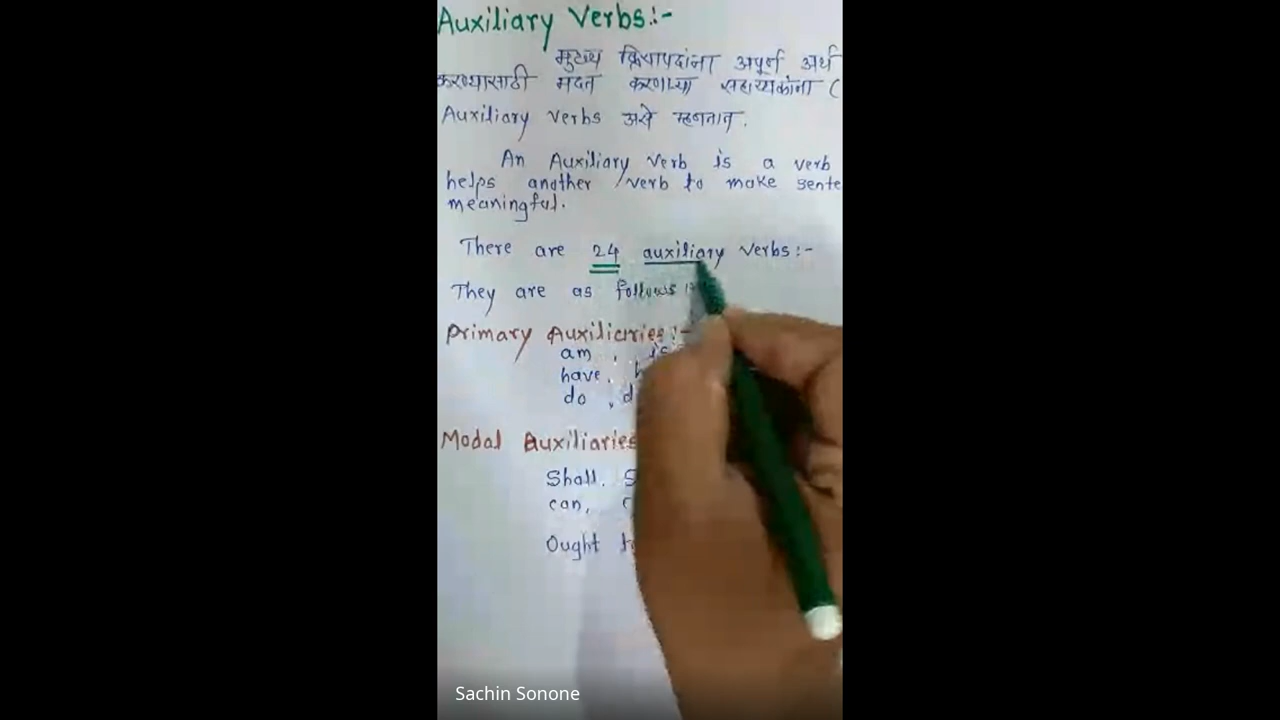 Auxiliary Verbs:-
मुख्य क्रियापदांना अपूर्ण अर्थ
करण्यासाठी मदत करणाऱ्या सहाय्यकांना (
Auxiliary verbs असे म्हणतात.
An Auxiliary Verb is a verb
helps another verb to make sente
meaningful.
There are 24 auxiliary verbs:-
They are as follows
Primary Auxiliaries:-
am, is
have,
do, d
Modal Auxiliaries
Shall, S
can, c
Ought t
Sachin Sonone